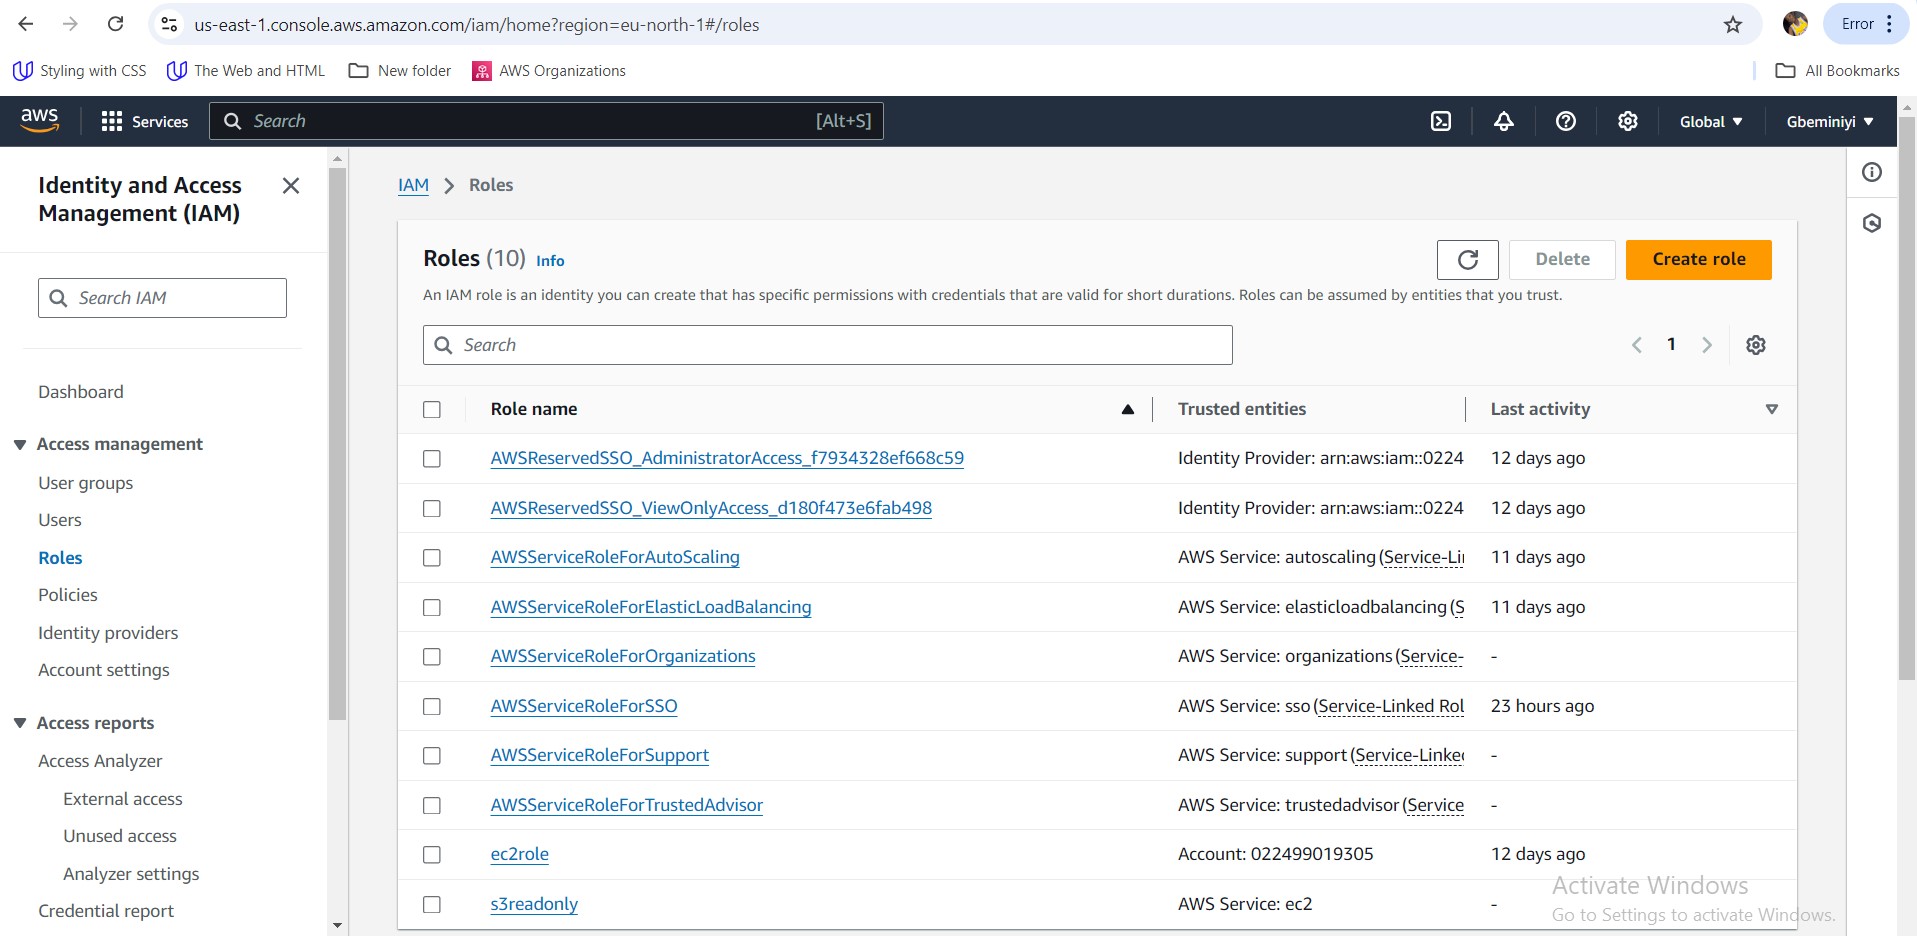 us-east-1.console.aws.amazon.com/iam/home?region=eu-north-1#/roles
Error
Styling with CSS
The Web and HTML
New folder
AWS Organizations
All Bookmarks
aws
Services
Search
[Alt+S]
Global
Gbeminiyi
Identity and Access
Management (IAM)
Search IAM
Dashboard
Access management
User groups
Users
Roles
Policies
Identity providers
Account settings
Access reports
Access Analyzer
External access
Unused access
Analyzer settings
Credential report
IAM > Roles
Roles (10) Info
Delete
Create role
An IAM role is an identity you can create that has specific permissions with credentials that are valid for short durations. Roles can be assumed by entities that you trust.
Search
1
Role name Trusted entities Last activity
AWSReservedSSO_AdministratorAccess_f7934328ef668c59 Identity Provider: arn:aws:iam::0224 12 days ago
AWSReservedSSO_ViewOnlyAccess_d180f473e6fab498 Identity Provider: arn:aws:iam::0224 12 days ago
AWSServiceRoleForAutoScaling AWS Service: autoscaling (Service-Li 11 days ago
AWSServiceRoleForElasticLoadBalancing AWS Service: elasticloadbalancing (S 11 days ago
AWSServiceRoleForOrganizations AWS Service: organizations (Service- -
AWSServiceRoleForSSO AWS Service: sso (Service-Linked Rol 23 hours ago
AWSServiceRoleForSupport AWS Service: support (Service-Linke -
AWSServiceRoleForTrustedAdvisor AWS Service: trustedadvisor (Service -
ec2role Account: 022499019305 12 days ago
s3readonly AWS Service: ec2 -
Activate Windows
Go to Settings to activate Windows.